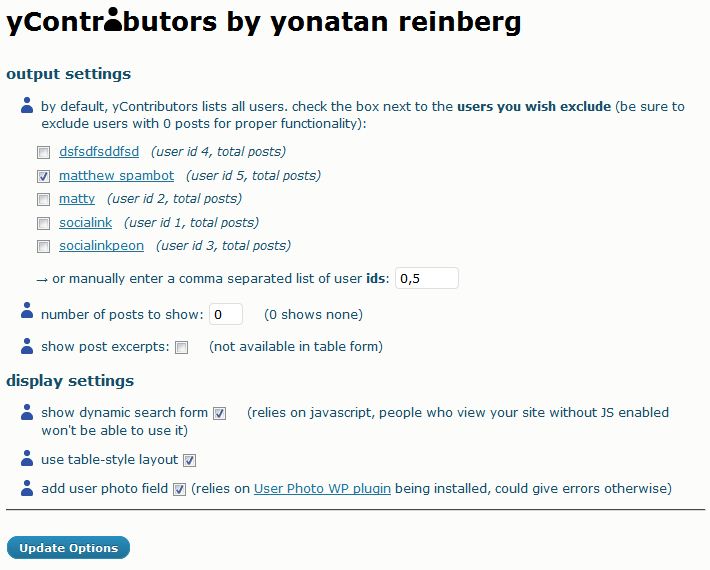 yContributors by yonatan reinberg
output settings
by default, yContributors lists all users. check the box next to the users you wish exclude (be sure to
exclude users with 0 posts for proper functionality):
dsfsdfsddfsd (user id 4, total posts)
matthew spambot (user id 5, total posts)
matty (user id 2, total posts)
socialink (user id 1, total posts)
socialinkpeon (user id 3, total posts)
→ or manually enter a comma separated list of user ids: 0,5
number of posts to show: 0 (0 shows none)
show post excerpts: (not available in table form)
display settings
show dynamic search form (relies on javascript, people who view your site without JS enabled
won't be able to use it)
use table-style layout
add user photo field (relies on User Photo WP plugin being installed, could give errors otherwise)
Update Options